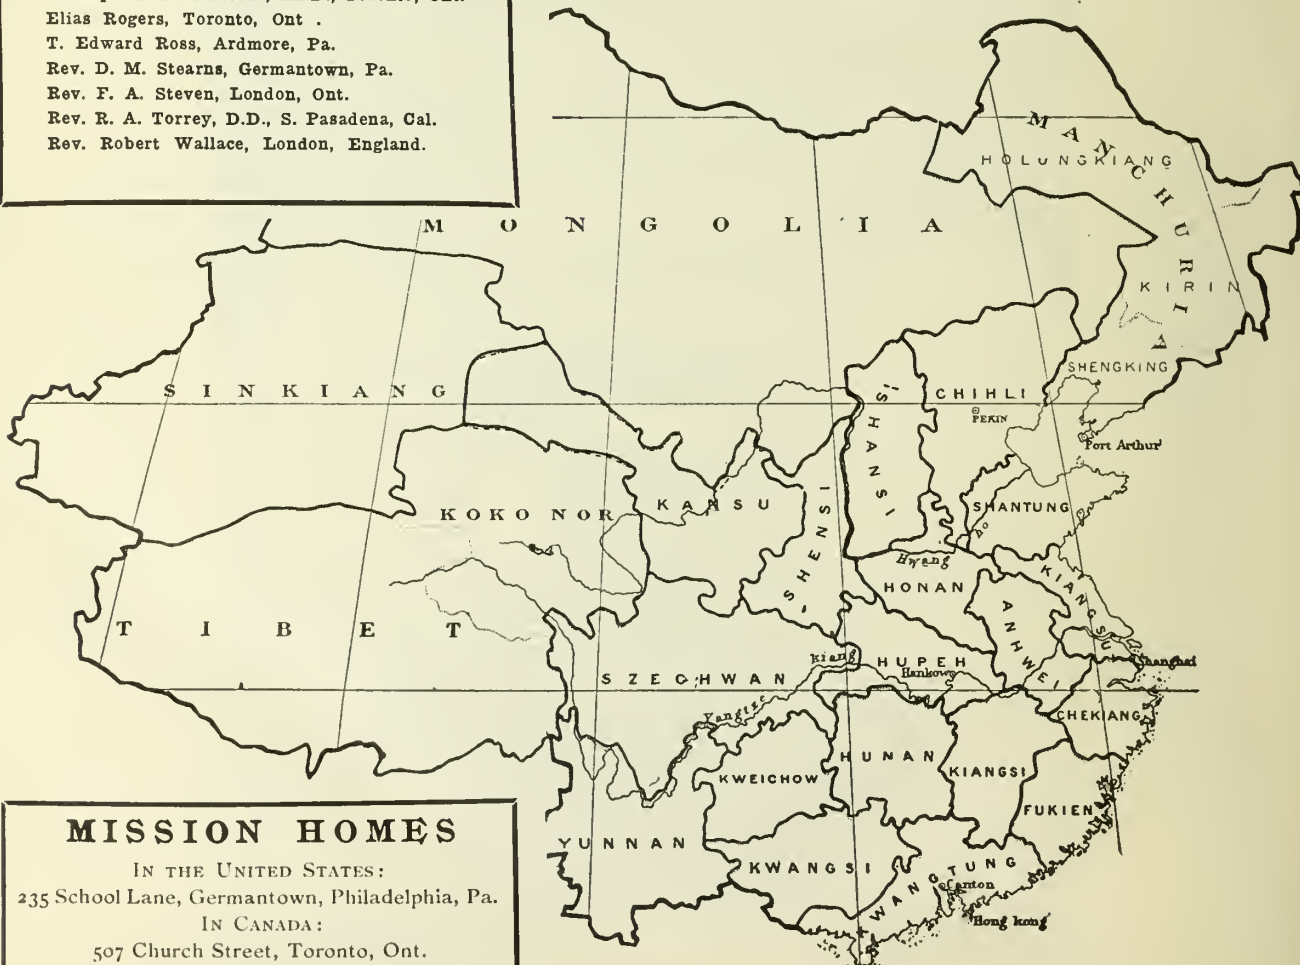 Elias Rogers, Toronto, Ont .
T. Edward Ross, Ardmore, Pa.
Rev. D. M. Stearns, Germantown, Pa.
Rev. F. A. Steven, London, Ont.
Rev. R. A. Torrey, D.D., S. Pasadena, Cal.
Rev. Robert Wallace, London, England.
MANCHURIA
HOLUNGKIANG
MONGOLIA
KIRIN
SHENGKING
SINKIANG
CHIHLI
PEKIN
Port Arthur
SHANSI
KOKO NOR
KANSU
SHENSI
SHANTUNG
ho
Hwang
HONAN
KIANGSU
ANHWEI
TIBET
SZECHWAN
Kiang
HUPEH
Hankow
Shanghai
Yangtze
CHEKIANG
HUNAN
KWEICHOW
KIANGSI
FUKIEN
YUNNAN
KWANGSI
KWANGTUNG
Canton
Hong kong
MISSION HOMES
IN THE UNITED STATES:
235 School Lane, Germantown, Philadelphia, Pa.
IN CANADA:
507 Church Street, Toronto, Ont.